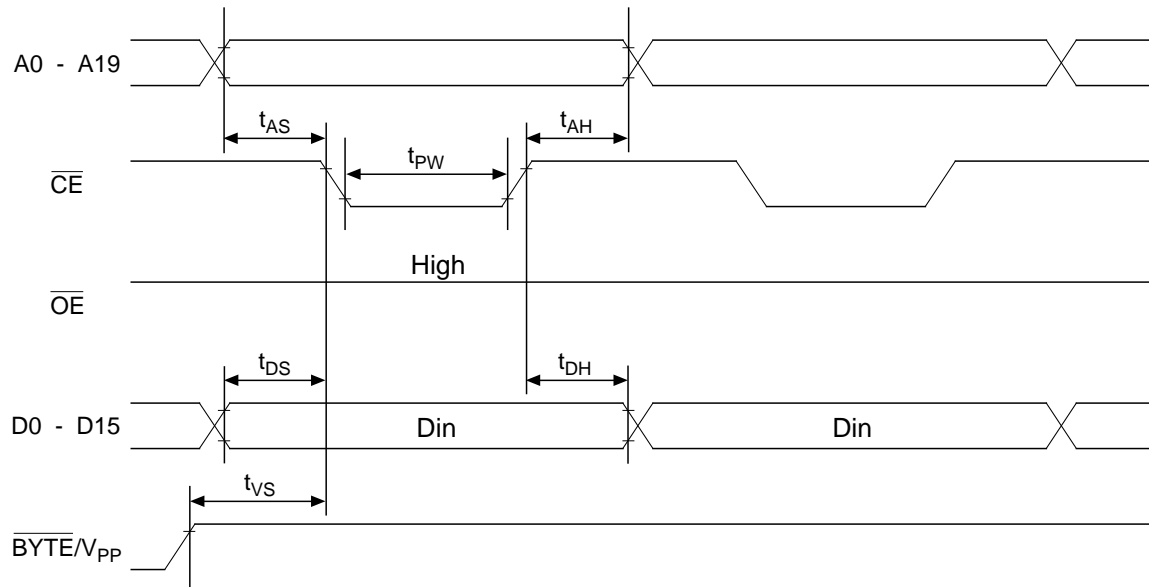 A0 - A19
tAS
tAH
tPW
CE
High
OE
tDS
tDH
D0 - D15
Din
Din
tVS
BYTE/VPP